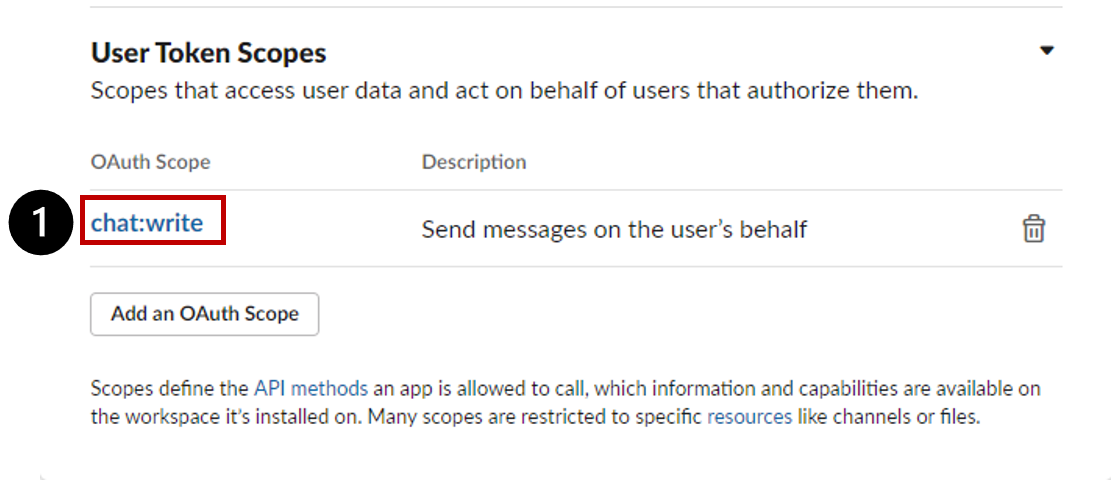 User Token Scopes
Scopes that access user data and act on behalf of users that authorize them.
OAuth Scope Description
1 chat:write Send messages on the user’s behalf
Add an OAuth Scope
Scopes define the API methods an app is allowed to call, which information and capabilities are available on
the workspace it’s installed on. Many scopes are restricted to specific resources like channels or files.